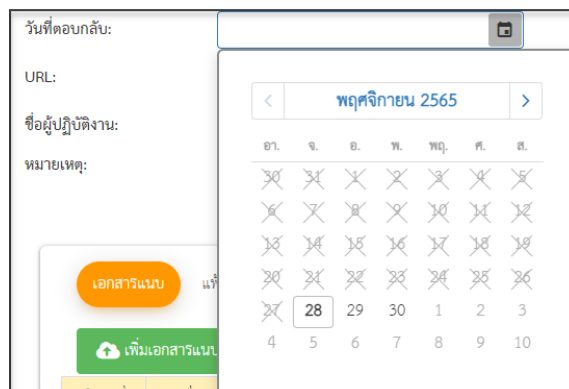 วันที่ตอบกลับ:
URL:
ชื่อผู้ปฏิบัติงาน:
หมายเหตุ:
พฤศจิกายน 2565
อา. จ. อ. พ. พฤ. ศ. ส.
30 31 1 2 3 4 5
6 7 8 9 10 11 12
13 14 15 16 17 18 19
20 21 22 23 24 25 26
27 28 29 30 1 2 3
4 5 6 7 8 9 10
เอกสารแนบ
เพิ่มเอกสารแนบ